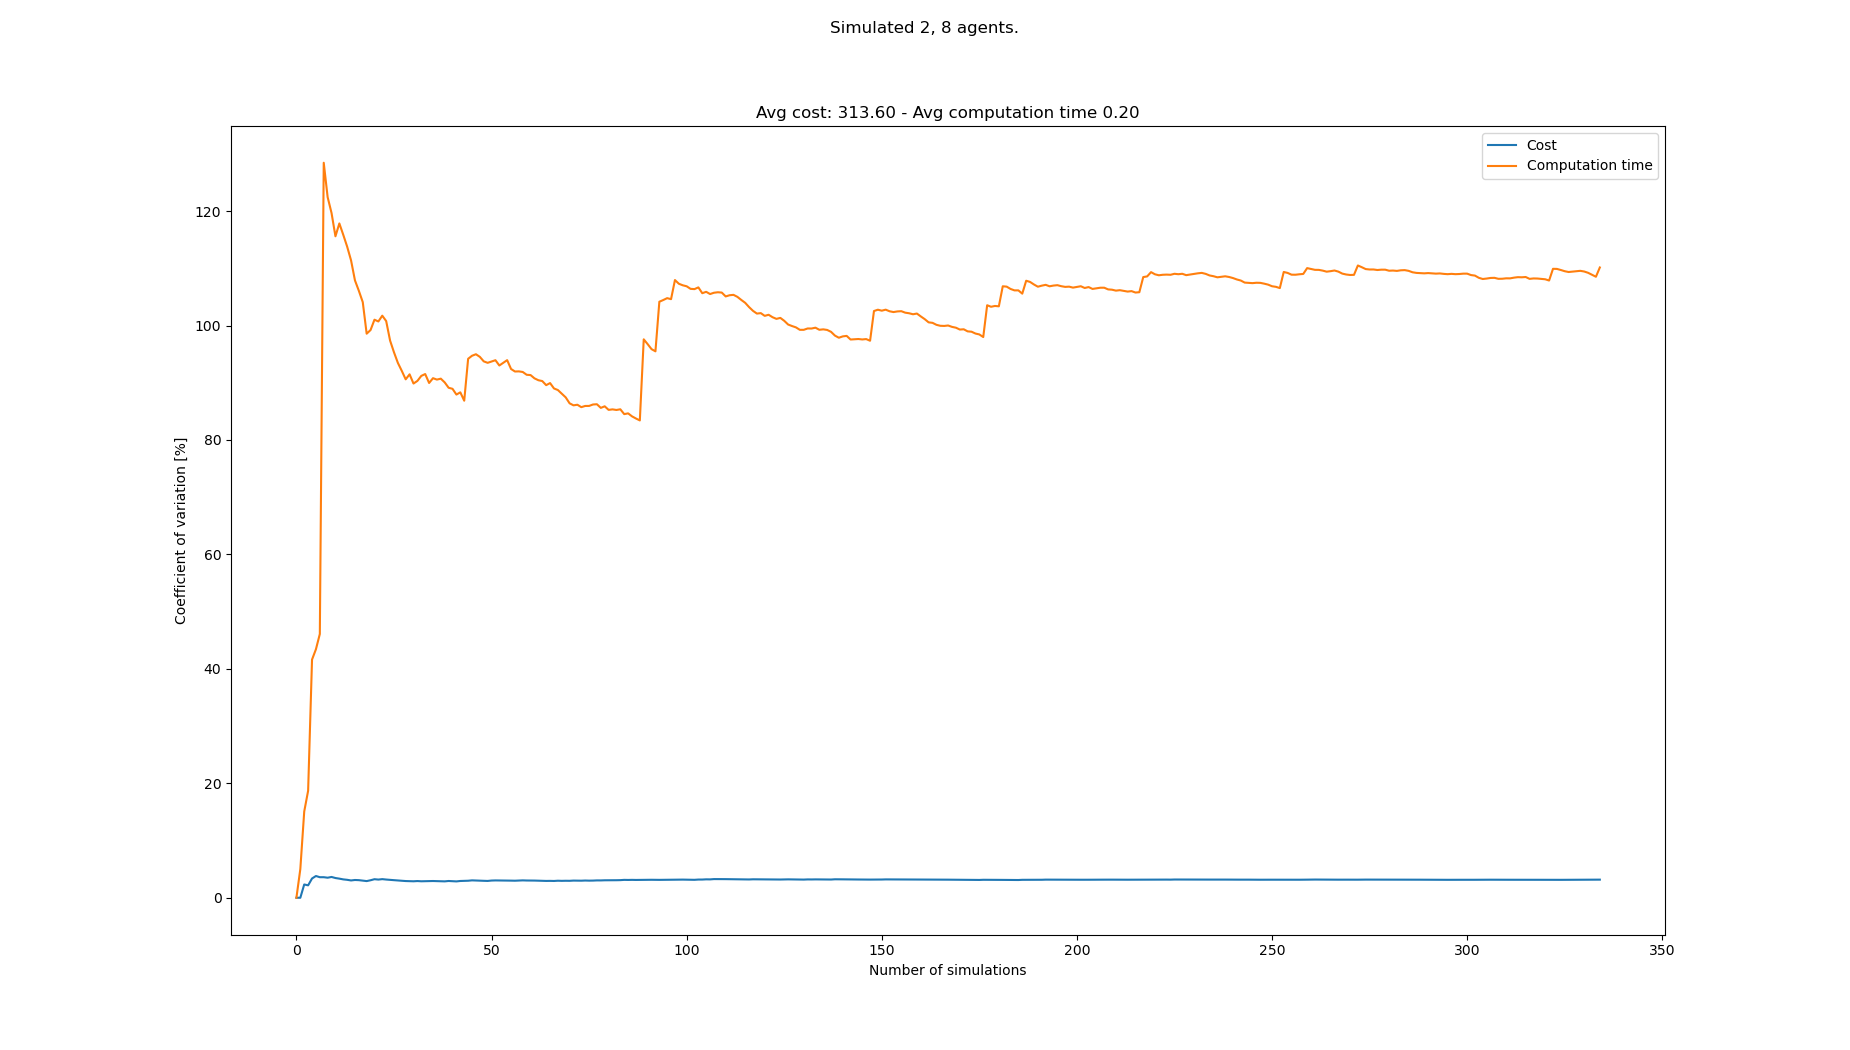 Simulated 2, 8 agents.
Avg cost: 313.60 - Avg computation time 0.20
Cost
Computation time
Coefficient of variation [%]
120
100
80
60
40
20
0
0 50 100 150 200 250 300 350
Number of simulations